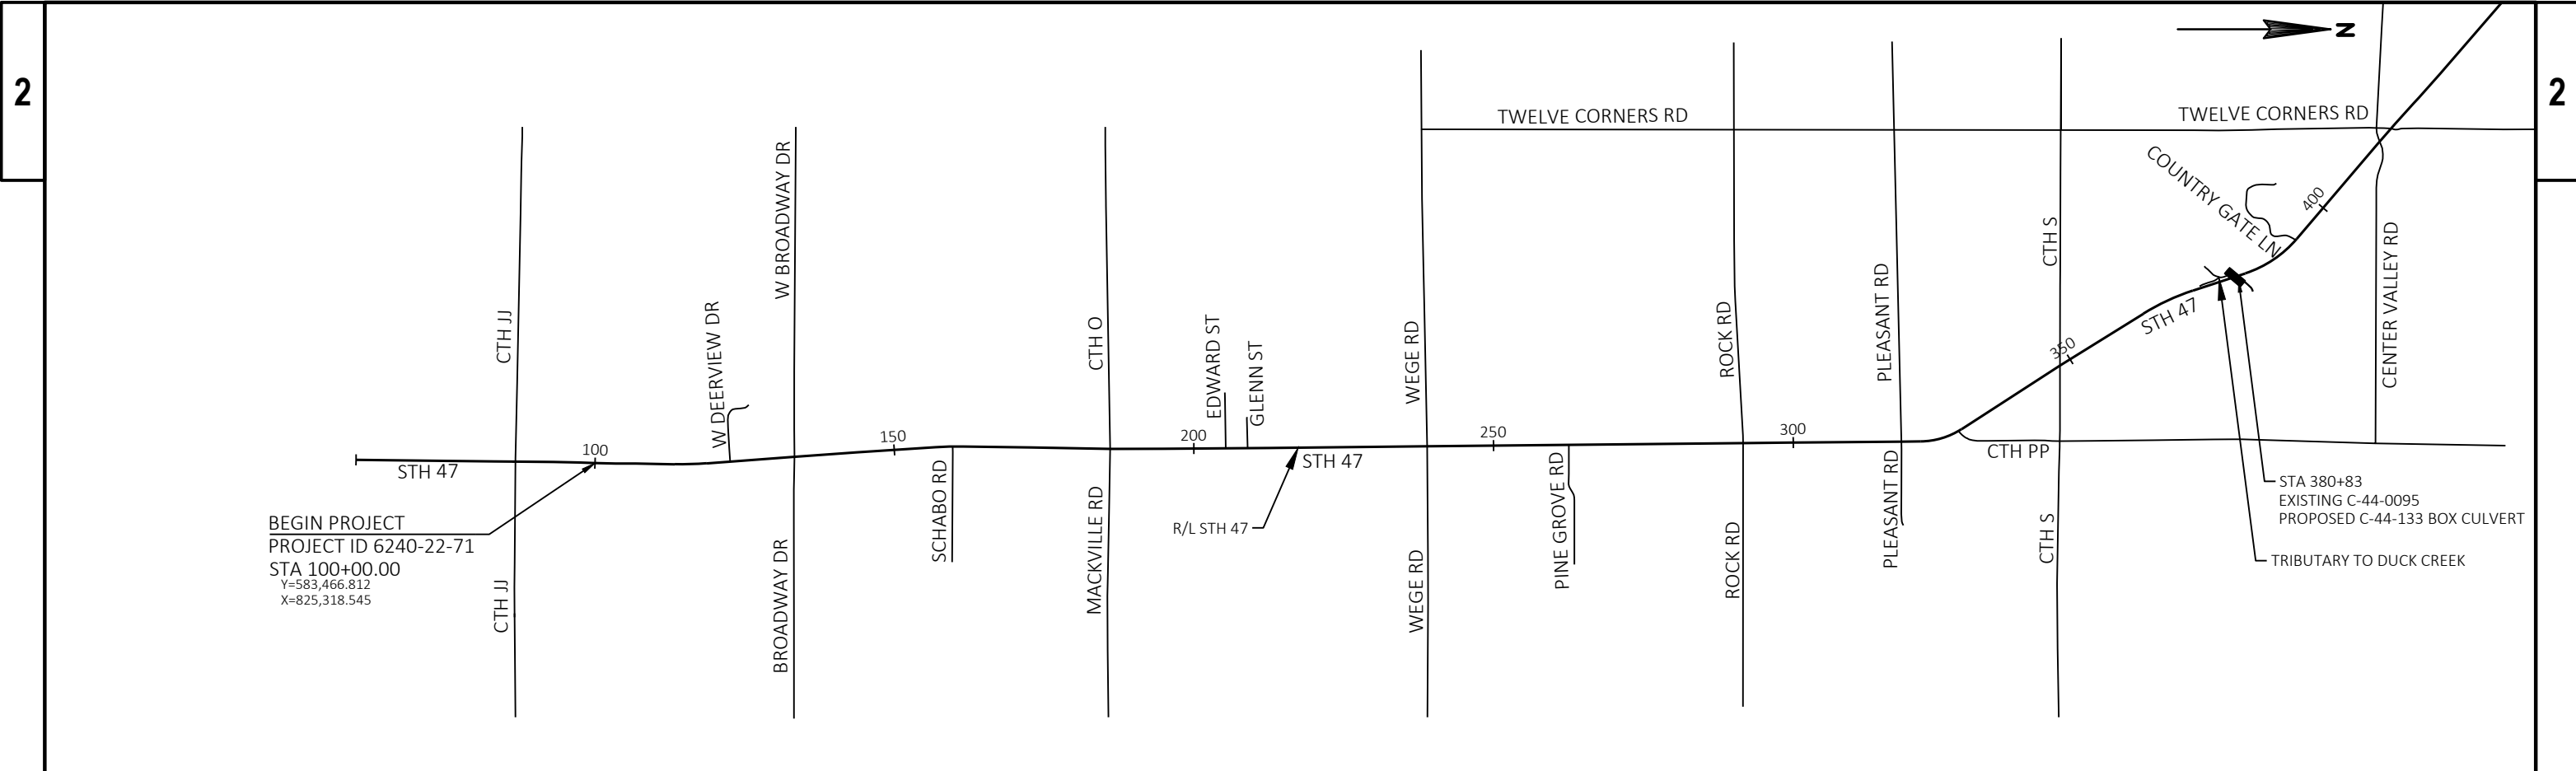 2
2
N
TWELVE CORNERS RD
TWELVE CORNERS RD
COUNTRY GATE LN
400
W BROADWAY DR
CTH JJ
W DEERVIEW DR
CTH O
EDWARD ST
GLENN ST
WEGE RD
ROCK RD
PLEASANT RD
CTH S
350
STH 47
CENTER VALLEY RD
STH 47
100
150
200
STH 47
250
300
CTH PP
BEGIN PROJECT
PROJECT ID 6240-22-71
STA 100+00.00
Y=583,466.812
X=825,318.545
CTH JJ
BROADWAY DR
SCHABO RD
MACKVILLE RD
R/L STH 47
WEGE RD
PINE GROVE RD
ROCK RD
PLEASANT RD
CTH S
STA 380+83
EXISTING C-44-0095
PROPOSED C-44-133 BOX CULVERT
TRIBUTARY TO DUCK CREEK